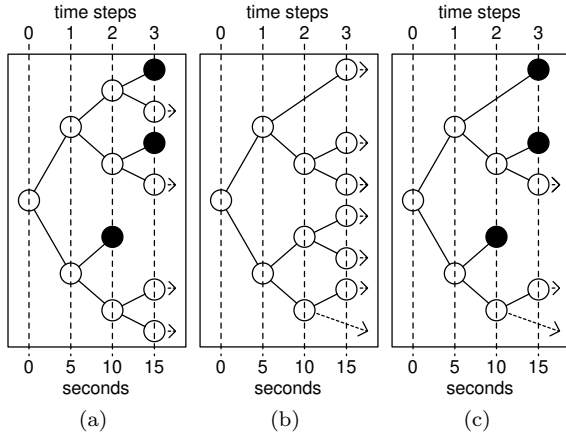 time steps time steps time steps
0 1 2 3 0 1 2 3 0 1 2 3
0 5 10 15 0 5 10 15 0 5 10 15
seconds seconds seconds
(a) (b) (c)